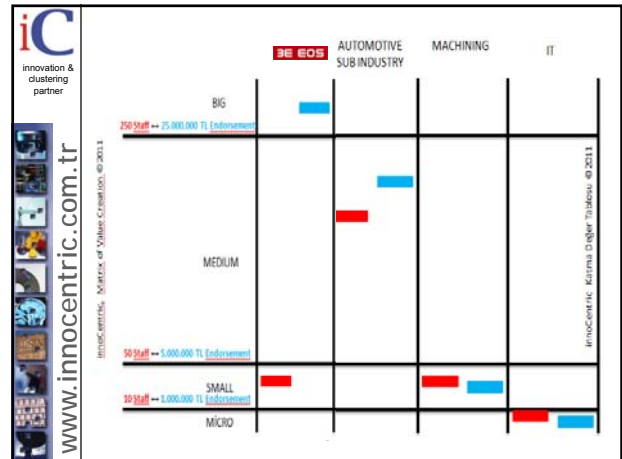 iC
innovation &
clustering
partner
www.innocentric.com.tr
innoCentric, Matrix of Value Creation, ©2011
3E EOS
AUTOMOTIVE
SUB INDUSTRY
MACHINING
IT
BIG
250 Staff ↔ 25.000.000 TL Endorsement
MEDIUM
50 Staff ↔ 5.000.000 TL Endorsement
SMALL
10 Staff ↔ 1.000.000 TL Endorsement
MİCRO
innoCentric Katma Değer Tablosu ©2011